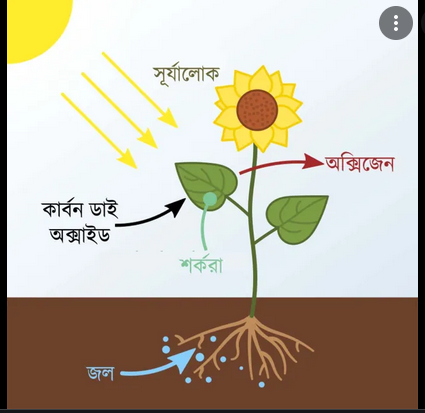 সূর্যালোক
অক্সিজেন
কার্বন ডাই
অক্সাইড
শর্করা
জল